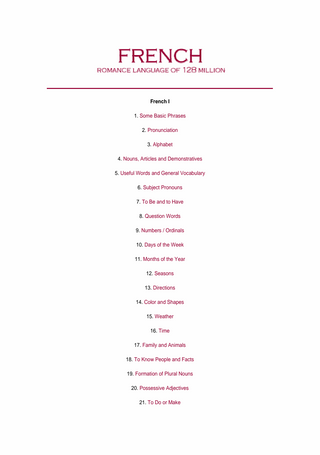 FRENCH
ROMANCE LANGUAGE OF 128 MILLION
French I
1. Some Basic Phrases
2. Pronunciation
3. Alphabet
4. Nouns, Articles and Demonstratives
5. Useful Words and General Vocabulary
6. Subject Pronouns
7. To Be and to Have
8. Question Words
9. Numbers / Ordinals
10. Days of the Week
11. Months of the Year
12. Seasons
13. Directions
14. Color and Shapes
15. Weather
16. Time
17. Family and Animals
18. To Know People and Facts
19. Formation of Plural Nouns
20. Possessive Adjectives
21. To Do or Make